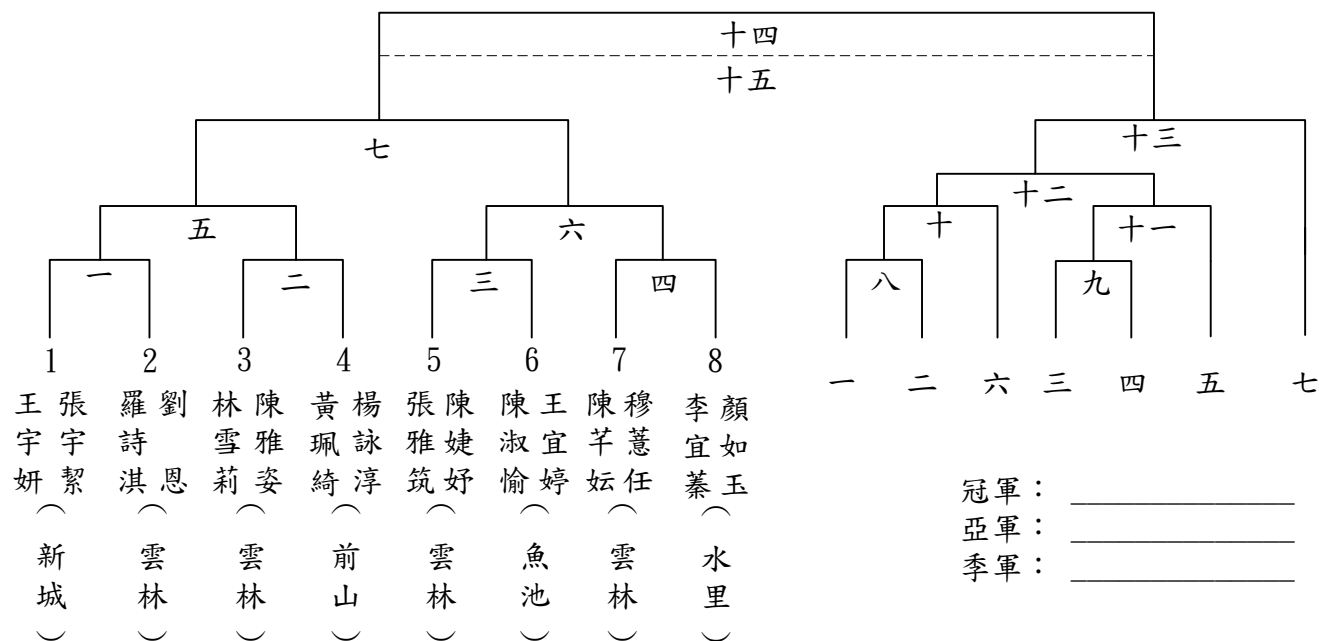 十四
十五
七
十三
十二
五
六
十
十一
一
二
三
四
八
九
1 2 3 4 5 6 7 8
一 二 六 三 四 五 七
王宇妍 張宇絜 (新城)
羅詩淇 劉恩 (雲林)
林雪莉 陳雅姿 (雲林)
黃珮綺 楊詠淳 (前山)
張雅筑 陳婕妤 (雲林)
陳淑愉 王宜婷 (魚池)
陳芊妘 穆薏任 (雲林)
李宜蓁 顏如玉 (水里)
冠軍：
亞軍：
季軍：